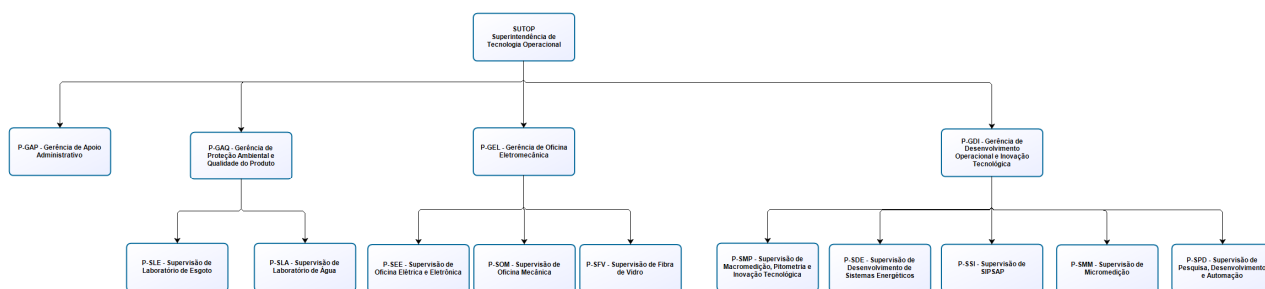 SUTOP
Superintendência de
Tecnologia Operacional
P-GAP - Gerência de Apoio
Administrativo
P-GAQ - Gerência de
Proteção Ambiental e
Qualidade do Produto
P-GEL - Gerência de Oficina
Eletromecânica
P-GDI - Gerência de
Desenvolvimento
Operacional e Inovação
Tecnológica
P-SLE - Supervisão de
Laboratório de Esgoto
P-SLA - Supervisão de
Laboratório de Água
P-SEE - Supervisão de
Oficina Elétrica e Eletrônica
P-SOM - Supervisão de
Oficina Mecânica
P-SFV - Supervisão de Fibra
de Vidro
P-SMP - Supervisão de
Macromedição, Pitometria e
Inovação Tecnológica
P-SDE - Supervisão de
Desenvolvimento de
Sistemas Energéticos
P-SSI - Supervisão de
SIPSAP
P-SMM - Supervisão de
Micromedição
P-SPD - Supervisão de
Pesquisa, Desenvolvimento
e Automação